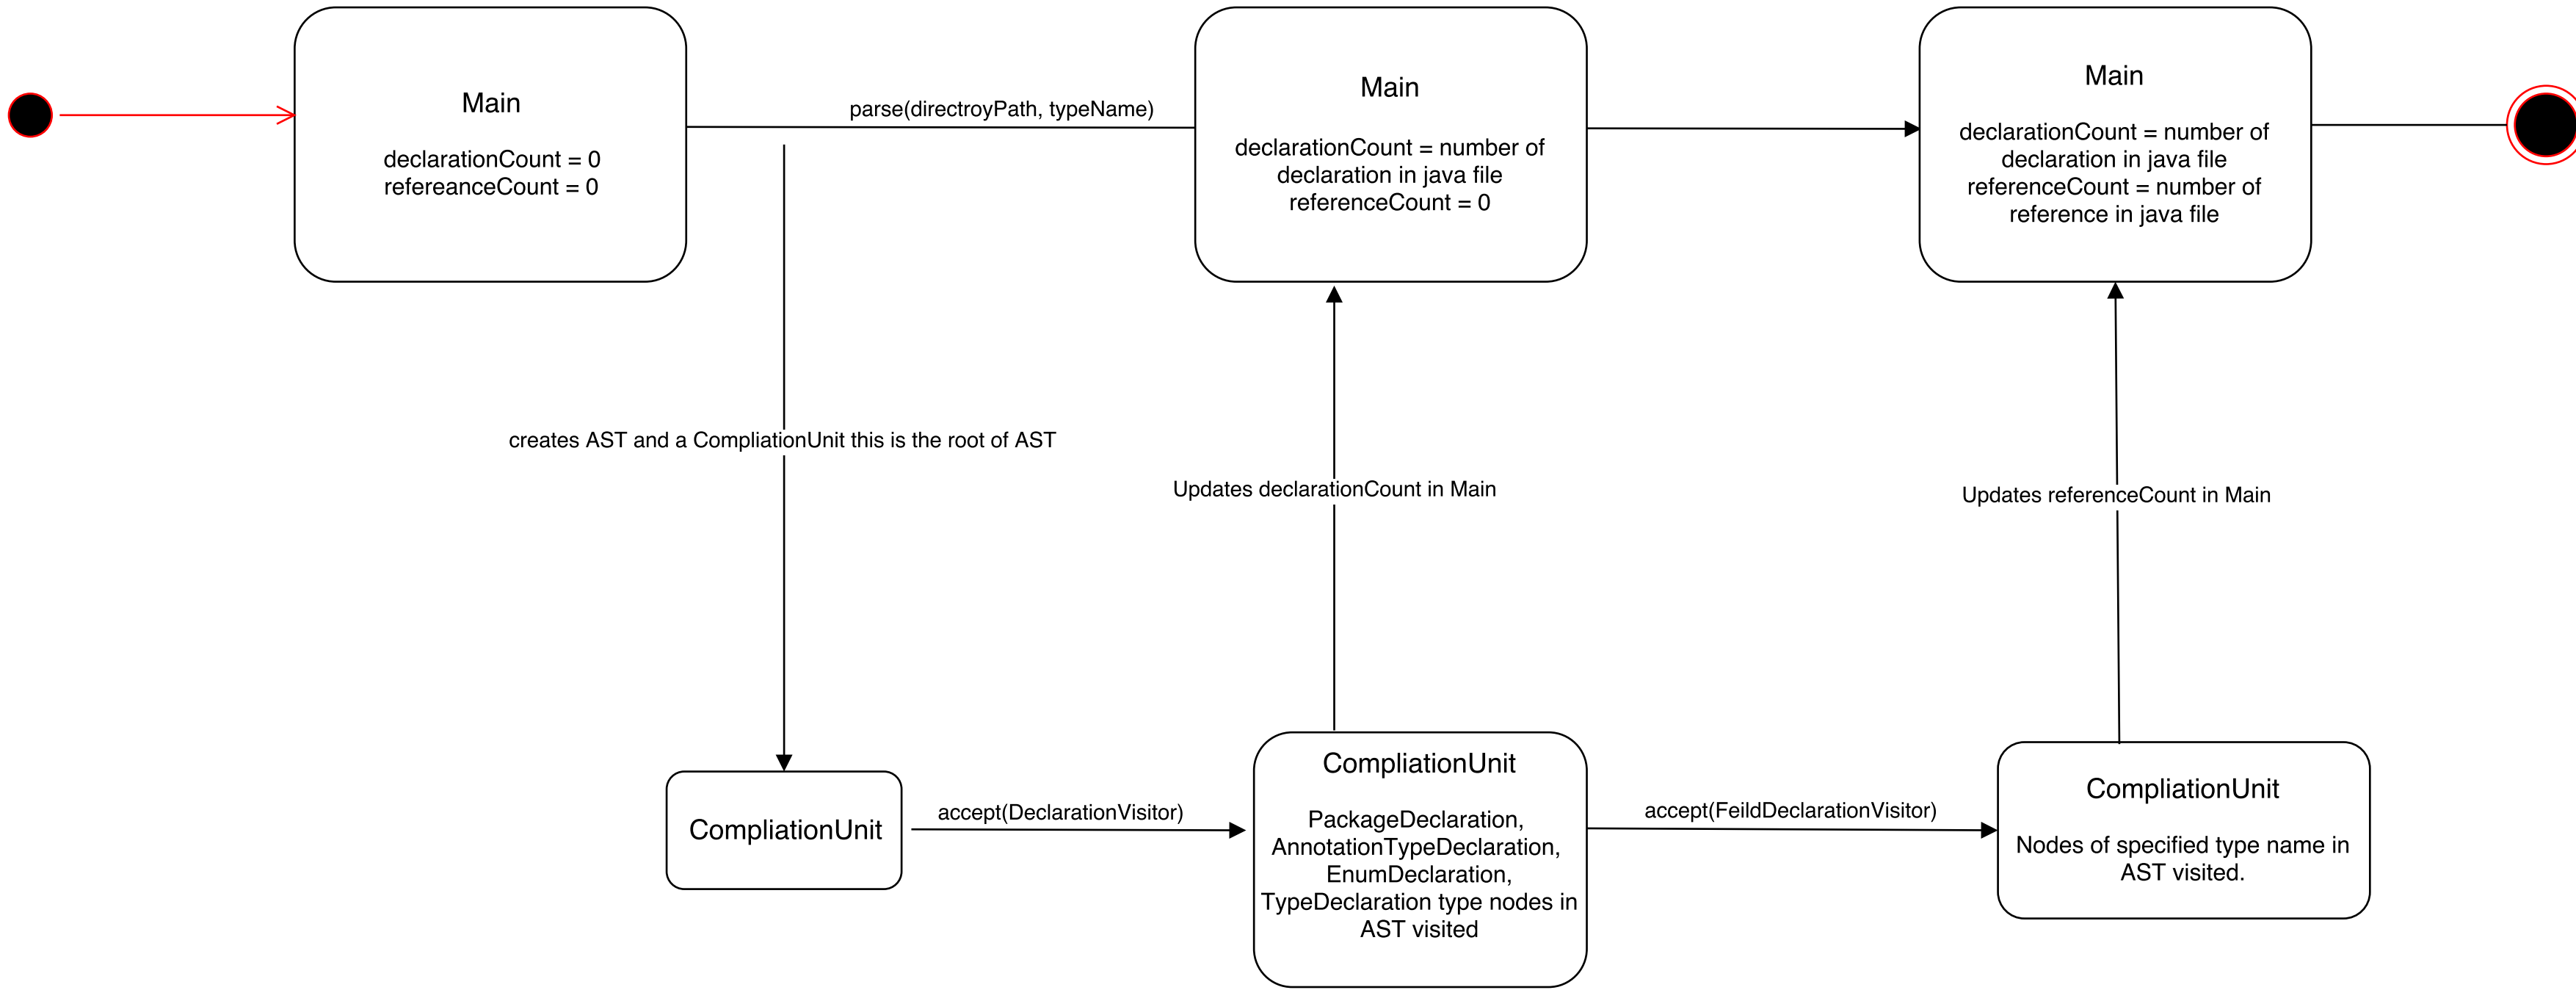 Main
declarationCount = 0
refereanceCount = 0
parse(directroyPath, typeName)
Main
declarationCount = number of
declaration in java file
referenceCount = 0
Main
declarationCount = number of
declaration in java file
referenceCount = number of
reference in java file
creates AST and a CompliationUnit this is the root of AST
Updates declarationCount in Main
Updates referenceCount in Main
CompliationUnit
accept(DeclarationVisitor)
CompliationUnit
PackageDeclaration,
AnnotationTypeDeclaration,
EnumDeclaration,
TypeDeclaration type nodes in
AST visited
accept(FeildDeclarationVisitor)
CompliationUnit
Nodes of specified type name in
AST visited.